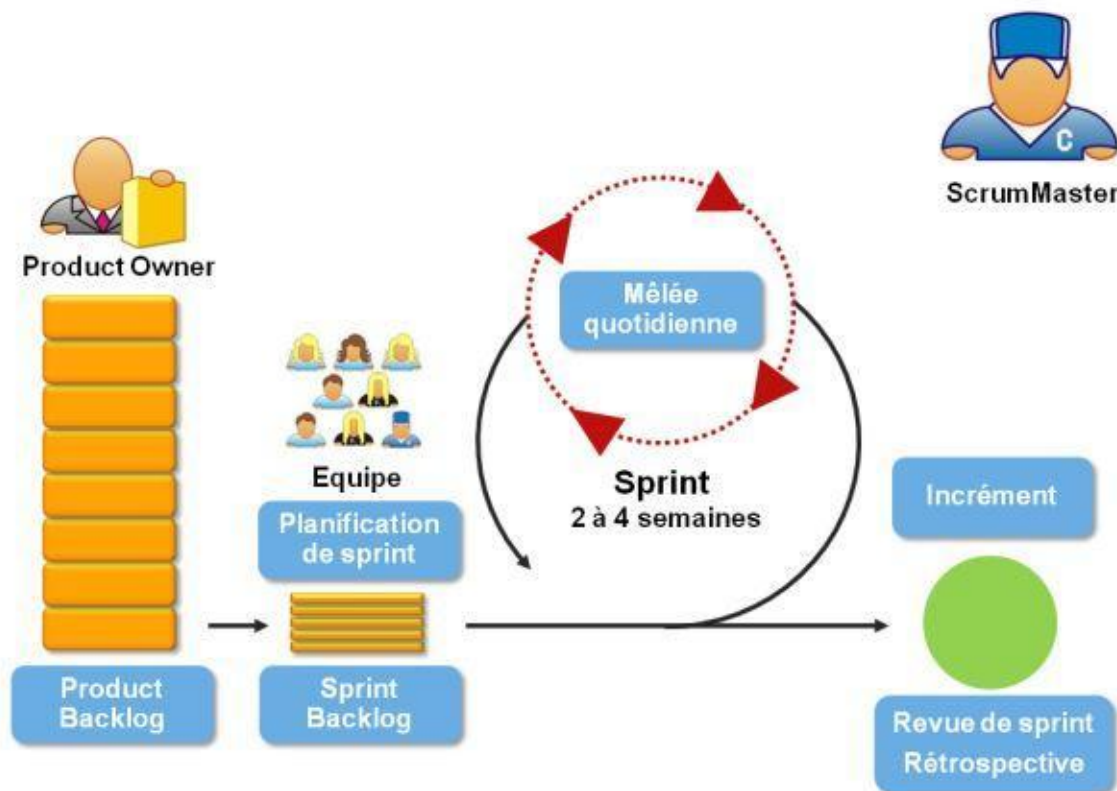 ScrumMaster
C
Product Owner
Mêlée
quotidienne
Equipe
Sprint
2 à 4 semaines
Planification
de sprint
Incrément
Product
Backlog
Sprint
Backlog
Revue de sprint
Rétrospective